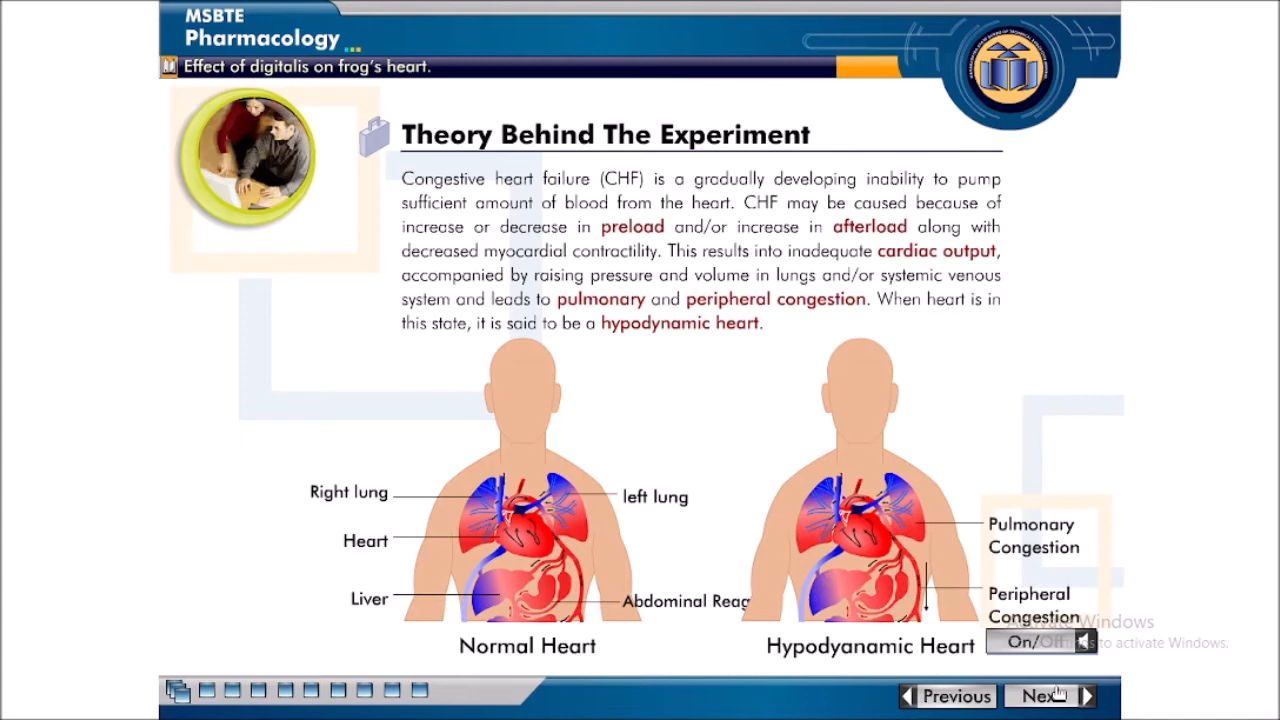 MSBTE
Pharmacology
Effect of digitalis on frog's heart.
Theory Behind The Experiment
Congestive heart failure (CHF) is a gradually developing inability to pump
sufficient amount of blood from the heart. CHF may be caused because of
increase or decrease in preload and/or increase in afterload along with
decreased myocardial contractility. This results into inadequate cardiac output,
accompanied by raising pressure and volume in lungs and/or systemic venous
system and leads to pulmonary and peripheral congestion. When heart is in
this state, it is said to be a hypodynamic heart.
Right lung
left lung
Heart
Liver
Abdominal Reag
Normal Heart
Pulmonary
Congestion
Peripheral
Congestion
Hypodyanamic Heart
Activate Windows
On/Off
to activate Windows.
Previous
Next